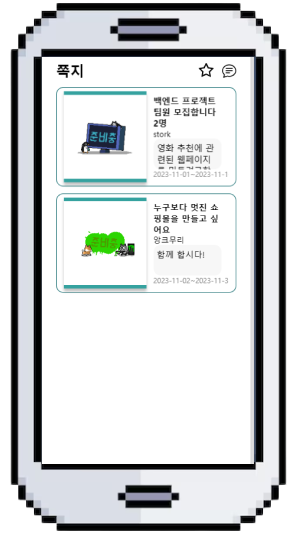 쪽지
준비중
백엔드 프로젝트
팀원 모집합니다
2명
stork
영화 추천에 관
련된 웹페이지
2023-11-01~2023-11-1
준비중
누구보다 멋진 쇼
핑몰을 만들고 싶
어요
앙크무리
함께 합시다!
2023-11-02~2023-11-3